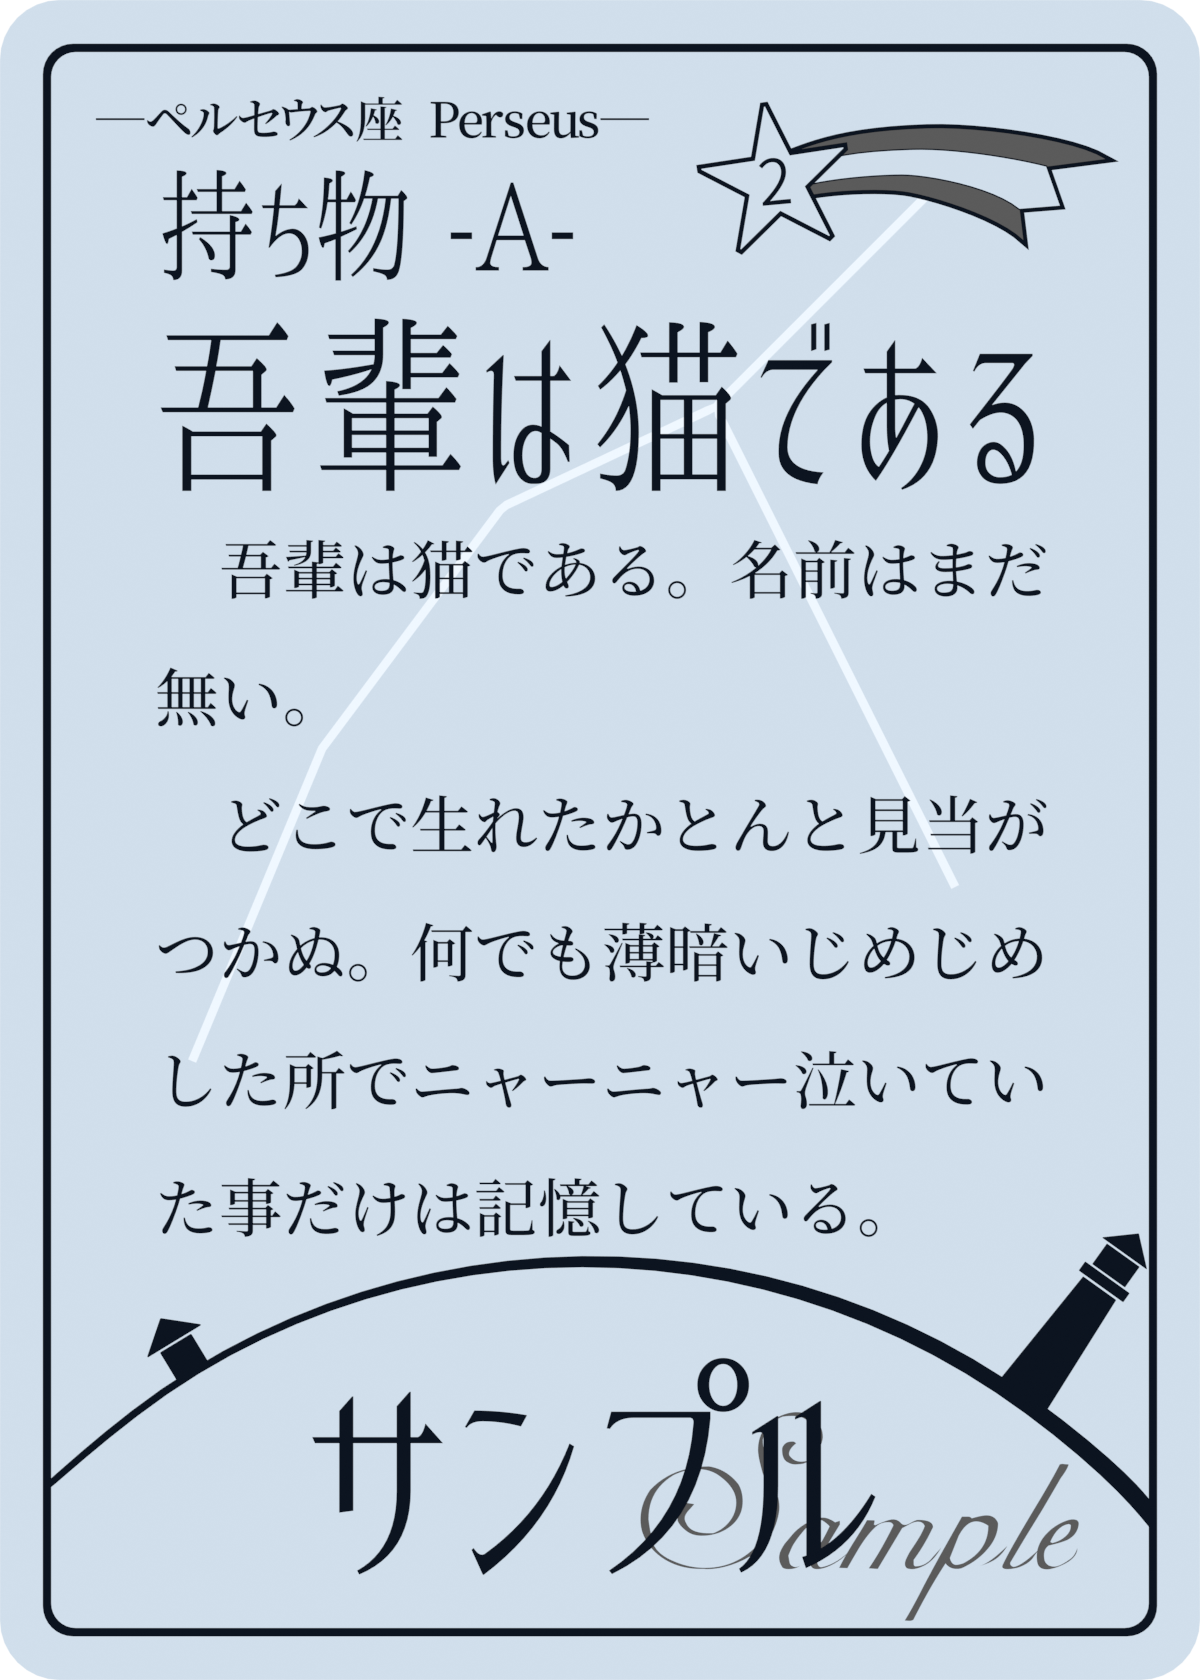 ―ペルセウス座 Perseus―
2
持ち物 -A-
吾輩は猫である
　吾輩は猫である。名前はまだ
無い。
　どこで生れたかとんと見当が
つかぬ。何でも薄暗いじめじめ
した所でニャーニャー泣いてい
た事だけは記憶している。
サンプル
Sample